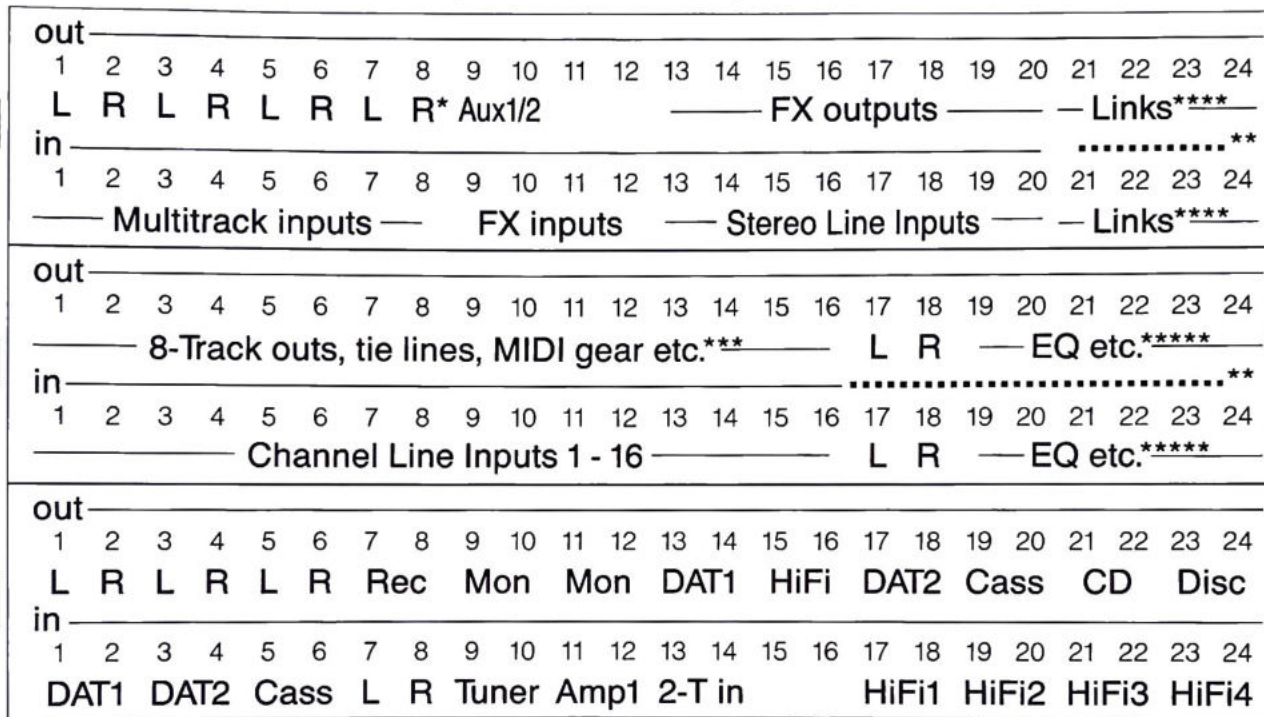 out
1 2 3 4 5 6 7 8 9 10 11 12 13 14 15 16 17 18 19 20 21 22 23 24
L R L R L R L R* Aux1/2 FX outputs Links****
in **
1 2 3 4 5 6 7 8 9 10 11 12 13 14 15 16 17 18 19 20 21 22 23 24
Multitrack inputs FX inputs Stereo Line Inputs Links****
out
1 2 3 4 5 6 7 8 9 10 11 12 13 14 15 16 17 18 19 20 21 22 23 24
8-Track outs, tie lines, MIDI gear etc.*** L R EQ etc.*****
in **
1 2 3 4 5 6 7 8 9 10 11 12 13 14 15 16 17 18 19 20 21 22 23 24
Channel Line Inputs 1 - 16 L R EQ etc.*****
out
1 2 3 4 5 6 7 8 9 10 11 12 13 14 15 16 17 18 19 20 21 22 23 24
L R L R L R Rec Mon Mon DAT1 HiFi DAT2 Cass CD Disc
in
1 2 3 4 5 6 7 8 9 10 11 12 13 14 15 16 17 18 19 20 21 22 23 24
DAT1 DAT2 Cass L R Tuner Amp1 2-T in HiFi1 HiFi2 HiFi3 HiFi4